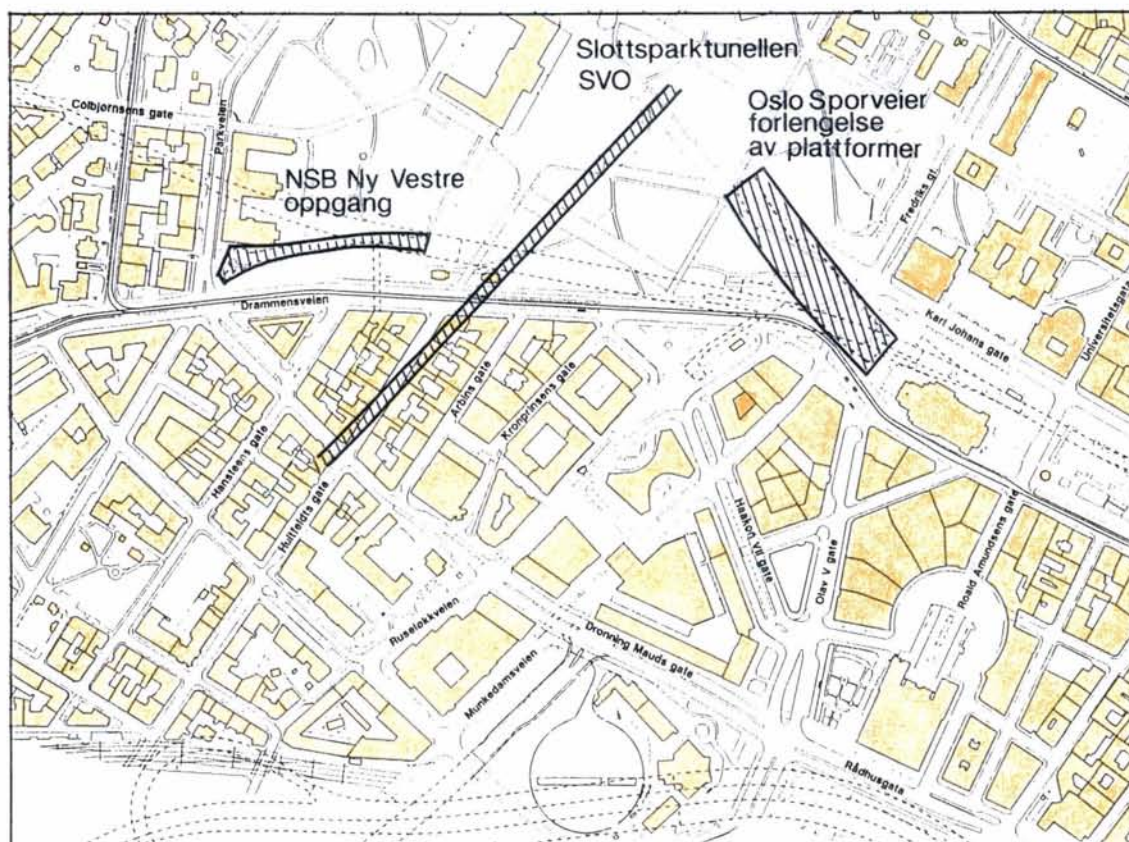 Slottsparktunellen
SVO
Oslo Sporveier
forlengelse
av plattformer
NSB Ny Vestre
oppgang
Colbjørnsens gate
Parkveien
Fredriks gt.
Drammensveien
Karl Johans gate
Universitetsgata
Arbins gate
Kronprinsens gate
Hansteens gate
Huitfeldts gate
Haakon VII gate
Olav V gate
Roald Amundsens gate
Ruseløkkveien
Munkedamsveien
Dronning Mauds gate
Rådhusgata